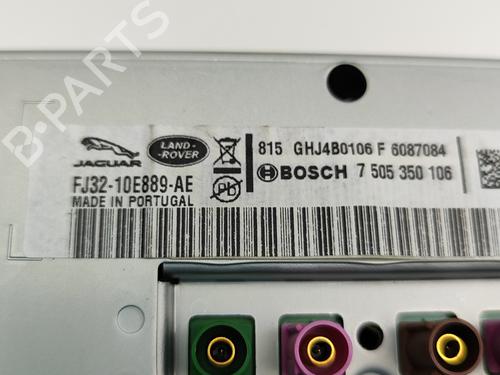 B-PARTS
JAGUAR
LAND-
ROVER
815 GHJ4B0106 F 6087084
FJ32-10E889-AE
Pb
BOSCH 7 505 350 106
MADE IN PORTUGAL